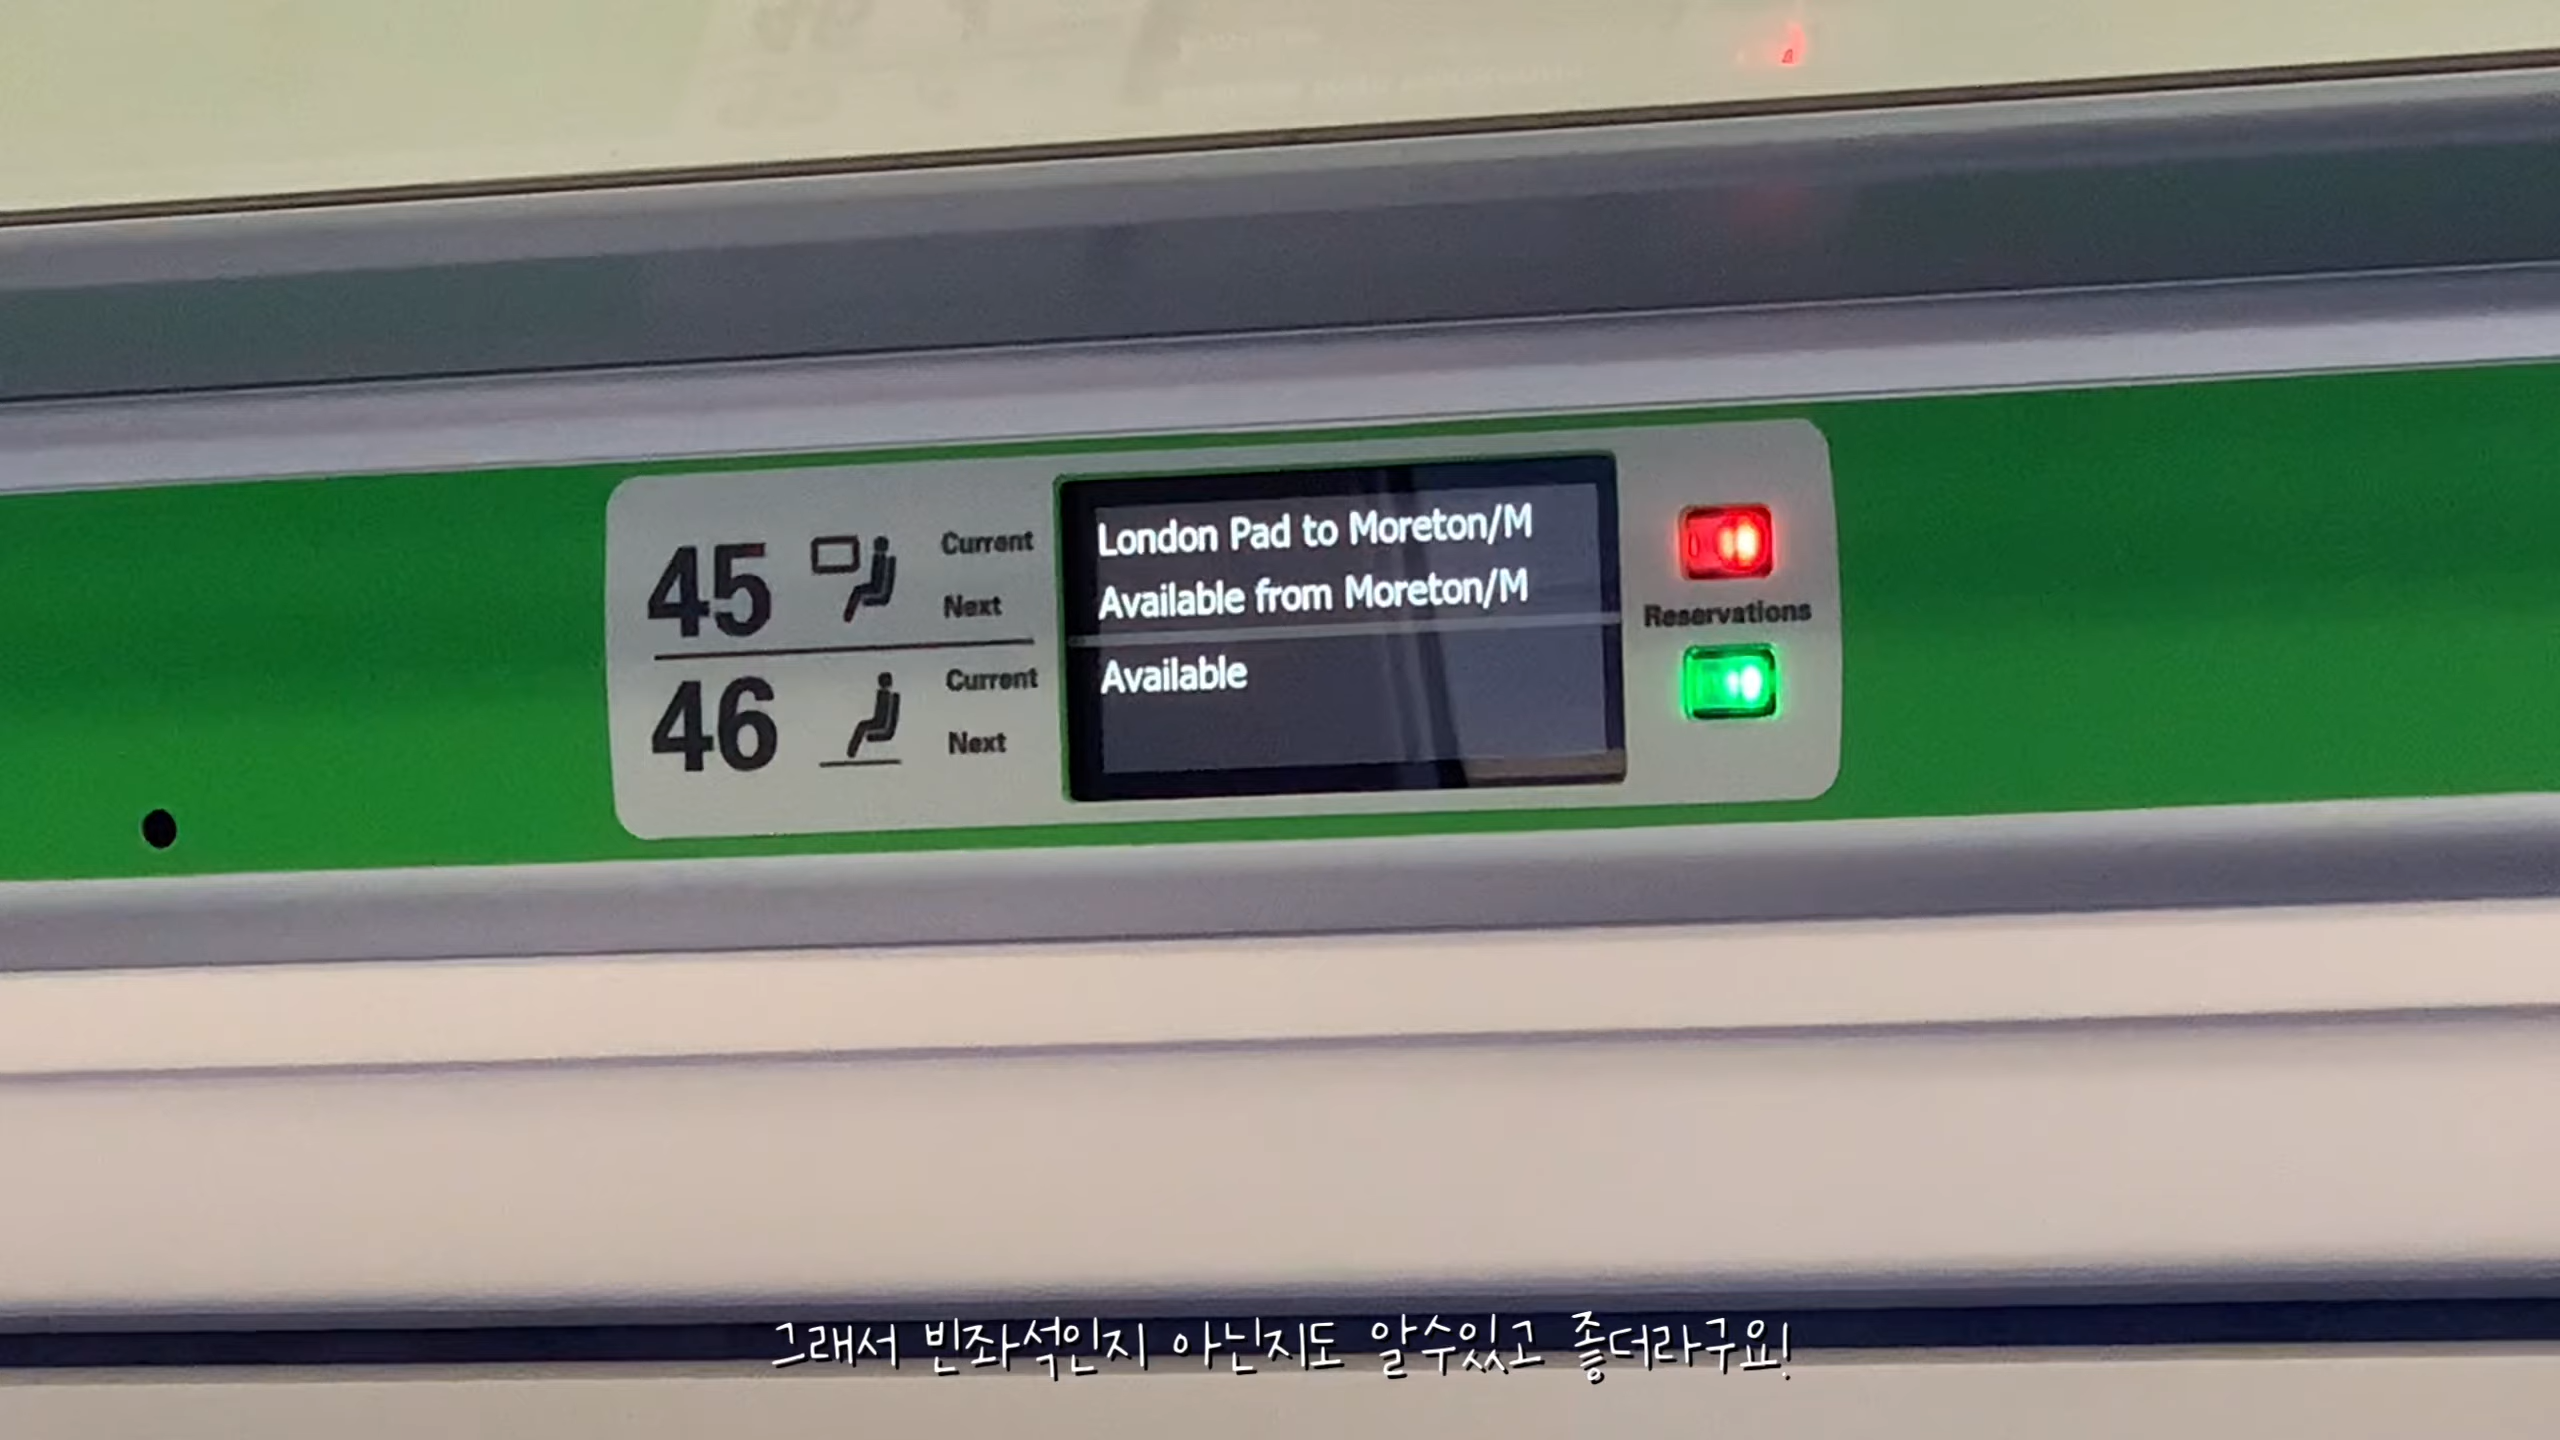 45 Current London Pad to Moreton/M
Next Available from Moreton/M
Reservations
46 Current Available
Next
그래서 빈좌석인지 아닌지도 알수있고 좋더라구요!